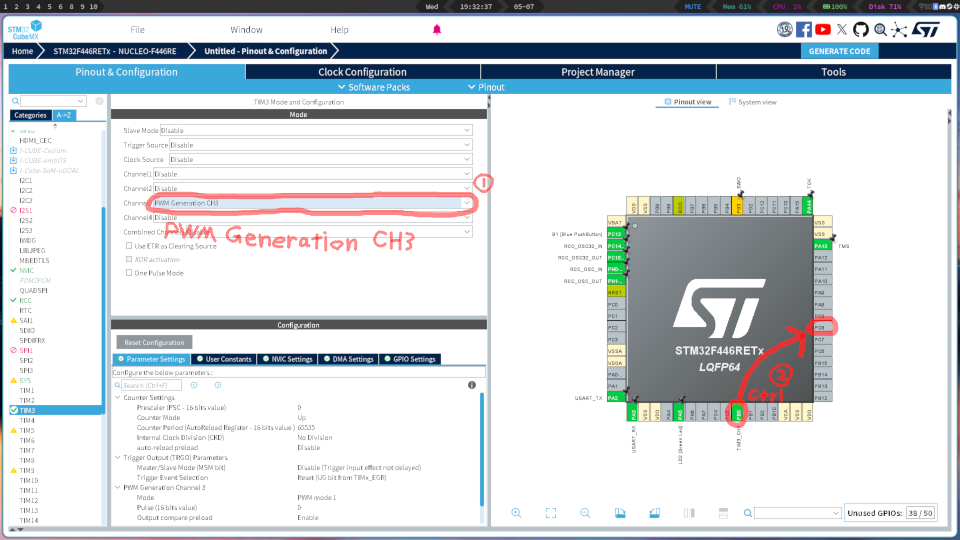 1 2 3 4 5 6 7 8 9 10
Wed 19:32:37 05-07
MUTE Mem 61% CPU 2% 100% Disk 71%
STM32 CubeMX
File Window Help
Home STM32F446RETx - NUCLEO-F446RE Untitled - Pinout & Configuration
GENERATE CODE
Pinout & Configuration Clock Configuration Project Manager Tools
Software Packs Pinout
Categories A->Z
HDMI_CEC
I-CUBE-Cesium
I-CUBE-embOS
I-Cube-SoM-uGOAL
I2C1
I2C2
I2C3
I2S1
I2S2
I2S3
IWDG
LIBJPEG
MBEDTLS
NVIC
PDM2PCM
QUADSPI
RCC
RTC
SAI1
SDIO
SPDIFRX
SPI1
SPI2
SPI3
SYS
TIM1
TIM2
TIM3
TIM4
TIM5
TIM6
TIM7
TIM8
TIM9
TIM10
TIM11
TIM12
TIM13
TIM14
TIM3 Mode and Configuration
Mode
Slave Mode Disable
Trigger Source Disable
Clock Source Disable
Channel1 Disable
Channel2 Disable
①
PWM Generation CH3
Channel4 Disable
PWM Generation CH3
Use ETR as Clearing Source
XOR activation
One Pulse Mode
Configuration
Reset Configuration
Parameter Settings User Constants NVIC Settings DMA Settings GPIO Settings
Configure the below parameters :
Search (Ctrl+F)
Counter Settings
Prescaler (PSC - 16 bits value) 0
Counter Mode Up
Counter Period (AutoReload Register - 16 bits value) 65535
Internal Clock Division (CKD) No Division
auto-reload preload Disable
Trigger Output (TRGO) Parameters
Master/Slave Mode (MSM bit) Disable (Trigger input effect not delayed)
Trigger Event Selection Reset (UG bit from TIMx_EGR)
PWM Generation Channel 3
Mode PWM mode 1
Pulse (16 bits value) 0
Output compare preload Enable
Pinout view System view
SWO
TCK
VDD VSS PB9 PB8 BOO. PB7 PB6 PB5 PB4 PB3 PD2 PC12 PC11 PC10 PA15 PA14
B1 [Blue PushButton]
RCC_OSC32_IN
RCC_OSC32_OUT
RCC_OSC_IN
RCC_OSC_OUT
VBAT
PC13
PC14
PC15
PH0-
PH1-
NRST
PC0
PC1
PC2
PC3
VSSA
VDDA
PA0
PA1
USART_TX PA2
STM32F446RETx
LQFP64
VDD
VSS
PA13 TMS
PA12
PA11
PA10
PA9
PA8
PC9
PC8
PC7
PC6
PB15
PB14
PB13
PB12
②
Ctrl
PA3 VSS VDD PA4 PA5 PA6 PA7 PC4 PC5 PB0 PB1 PB2 PB10 VCA VSS VDD
USART_RX
LD2 [Green Led]
TIM3_CH3
Unused GPIOs: 38 / 50